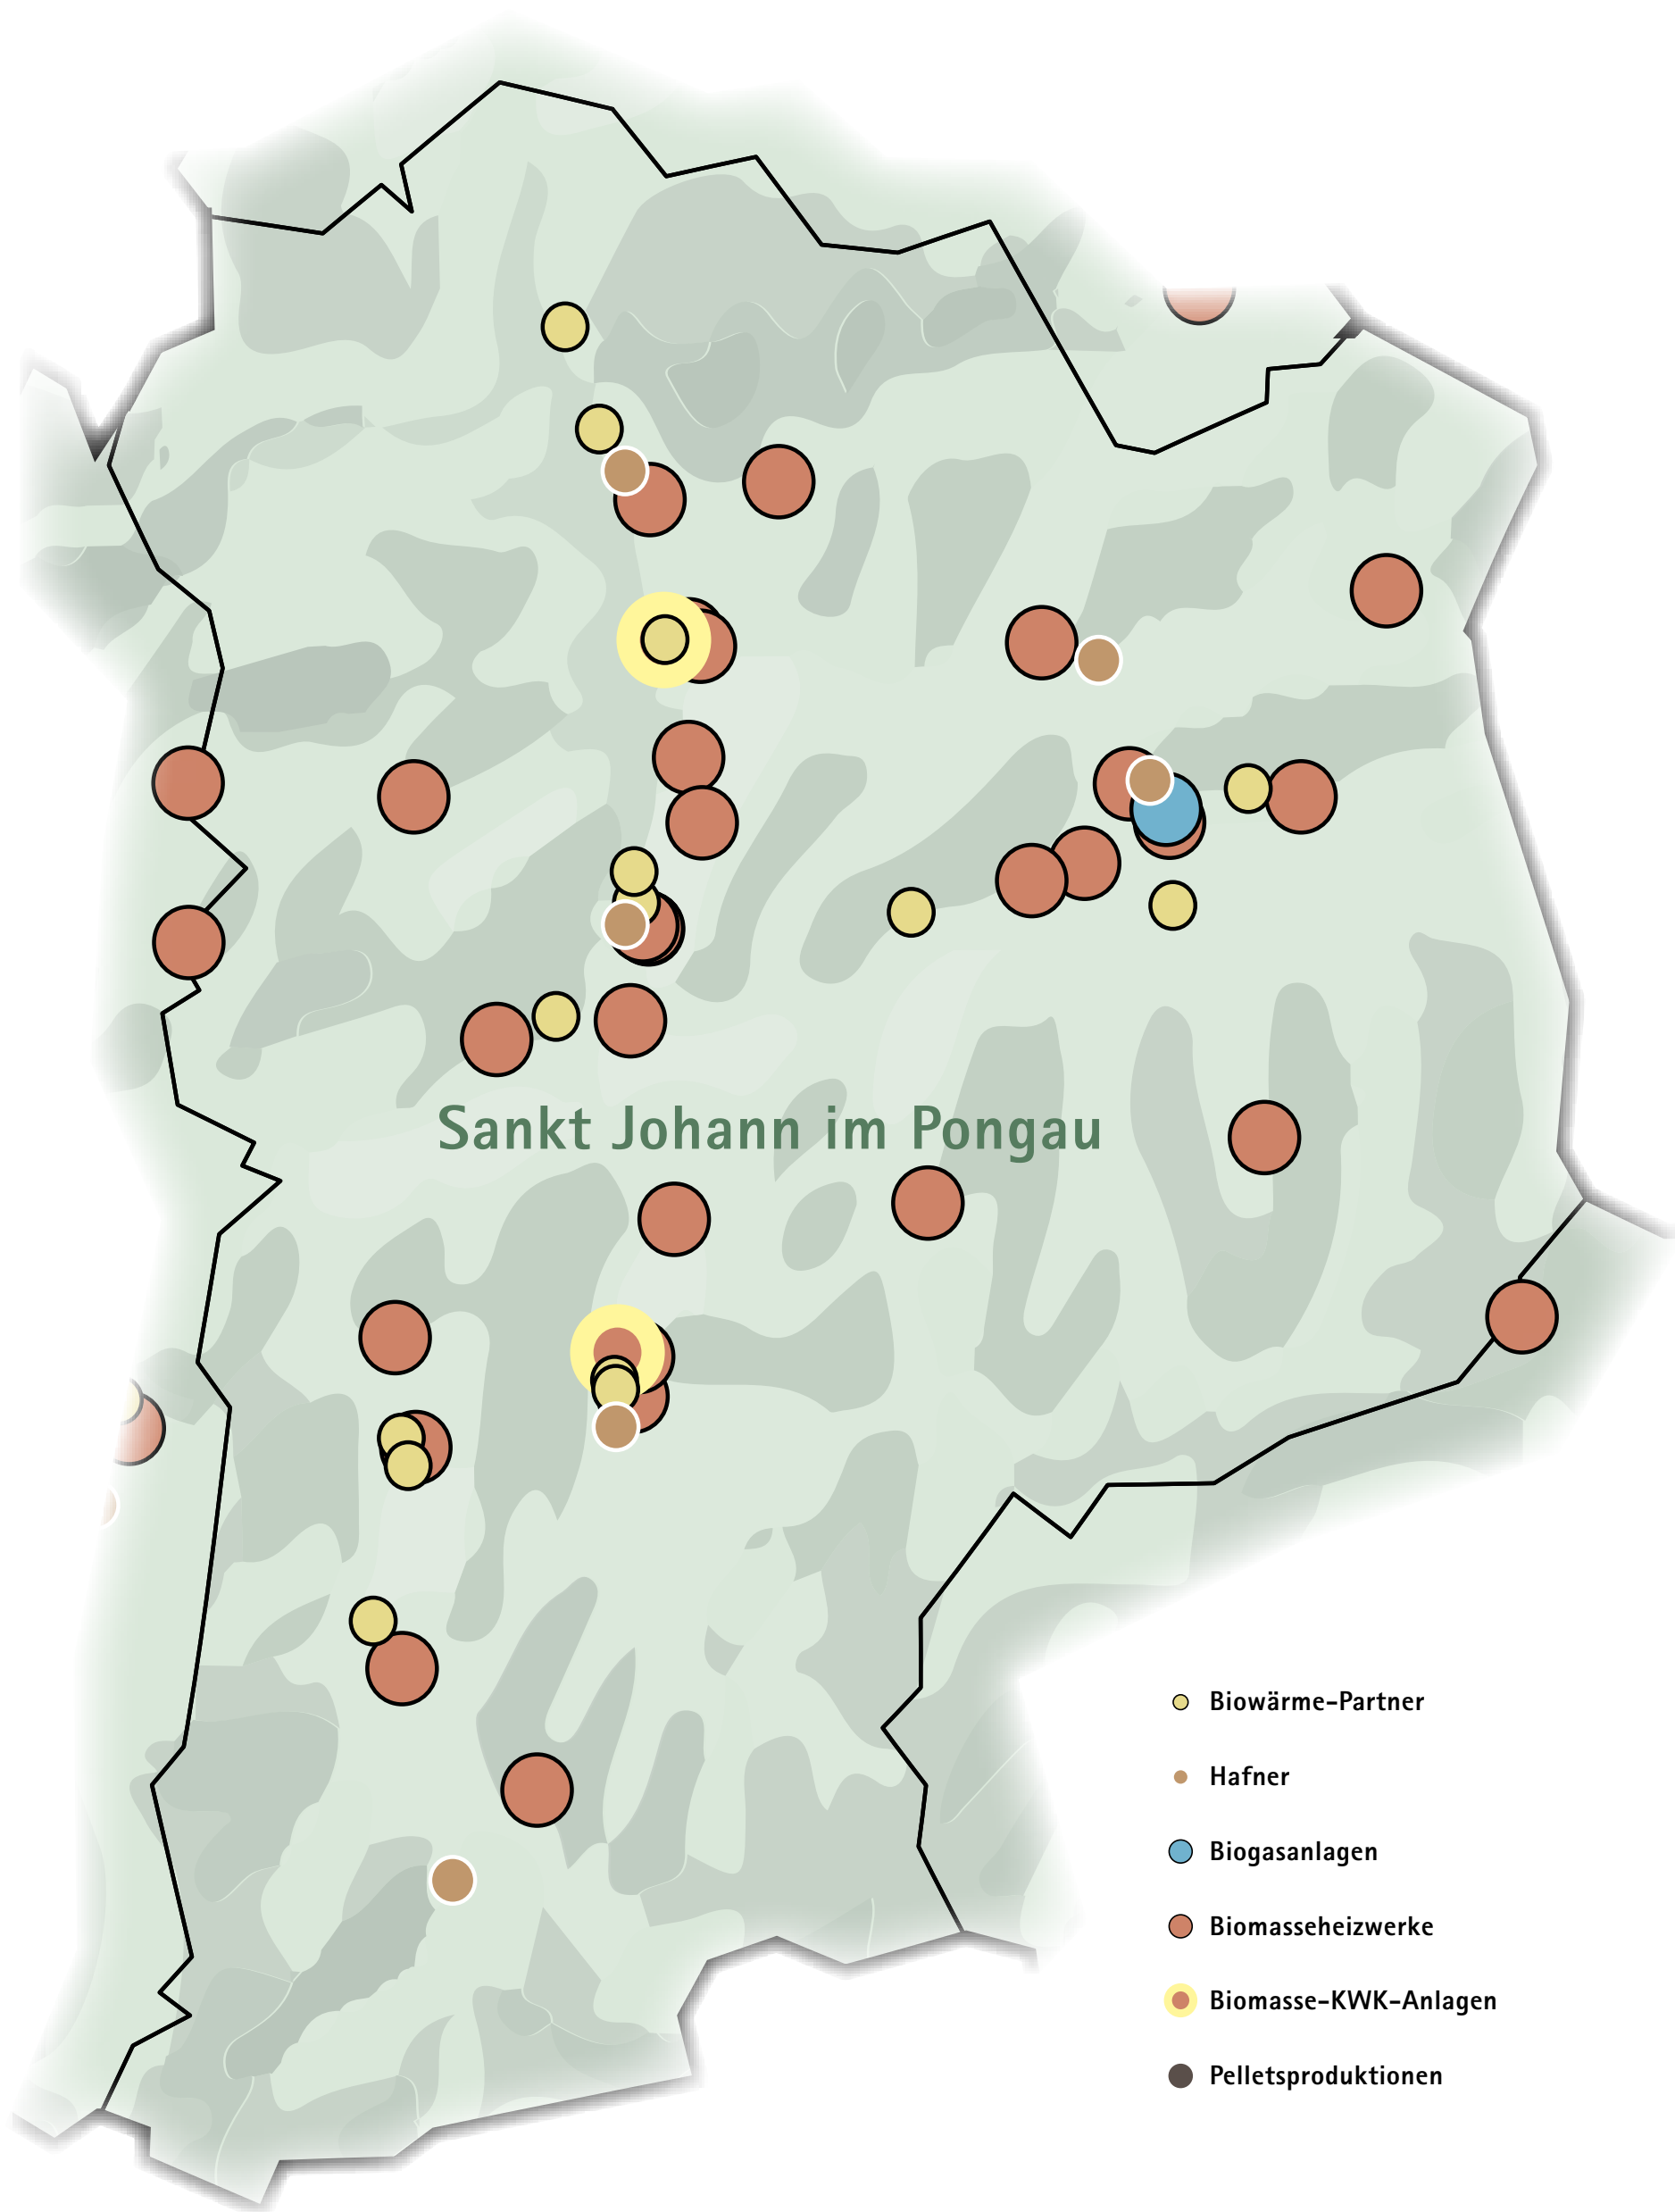 Sankt Johann im Pongau
Biowärme-Partner
Hafner
Biogasanlagen
Biomasseheizwerke
Biomasse-KWK-Anlagen
Pelletsproduktionen